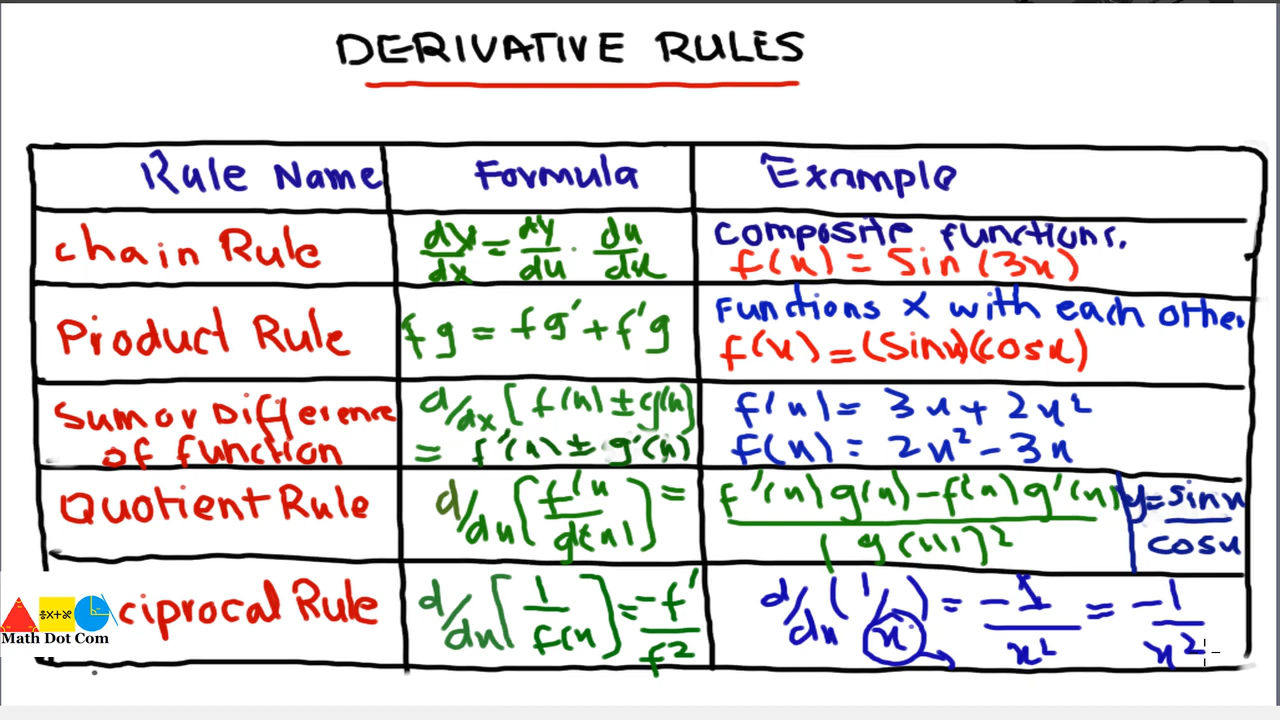 DERIVATIVE RULES
Rule Name Formula Example
chain Rule dy/dx = dy/du . du/dx composite functions.
f(x) = Sin (3x)
Product Rule fg = fg' + f'g functions X with each other
f(x) = (Sinx)(cosx)
Sum or Difference d/dx [f(x) ± g(x)] f'(x) = 3x + 2x²
of function = f'(x) ± g'(x) f(x) = 2x² - 3x
Quotient Rule d/dx [f(x)/g(x)] = f'(x)g(x) - f(x)g'(x) / (g(x))² y = sinx/cosx
ciprocal Rule d/dx [1/f(x)] = -f'/f² d/dx (1/x) = -1/x² = -1/x²
÷x+x²
Math Dot Com